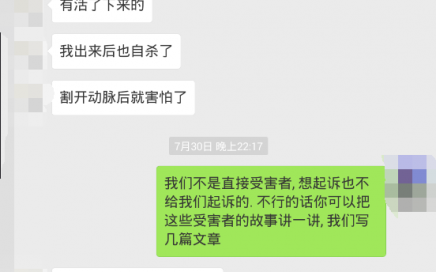 有活了下来的
我出来后也自杀了
割开动脉后就害怕了
7月30日 晚上22:17
我们不是直接受害者, 想起诉也不
给我们起诉的. 不行的话你可以把
这些受害者的故事讲一讲, 我们写
几篇文章